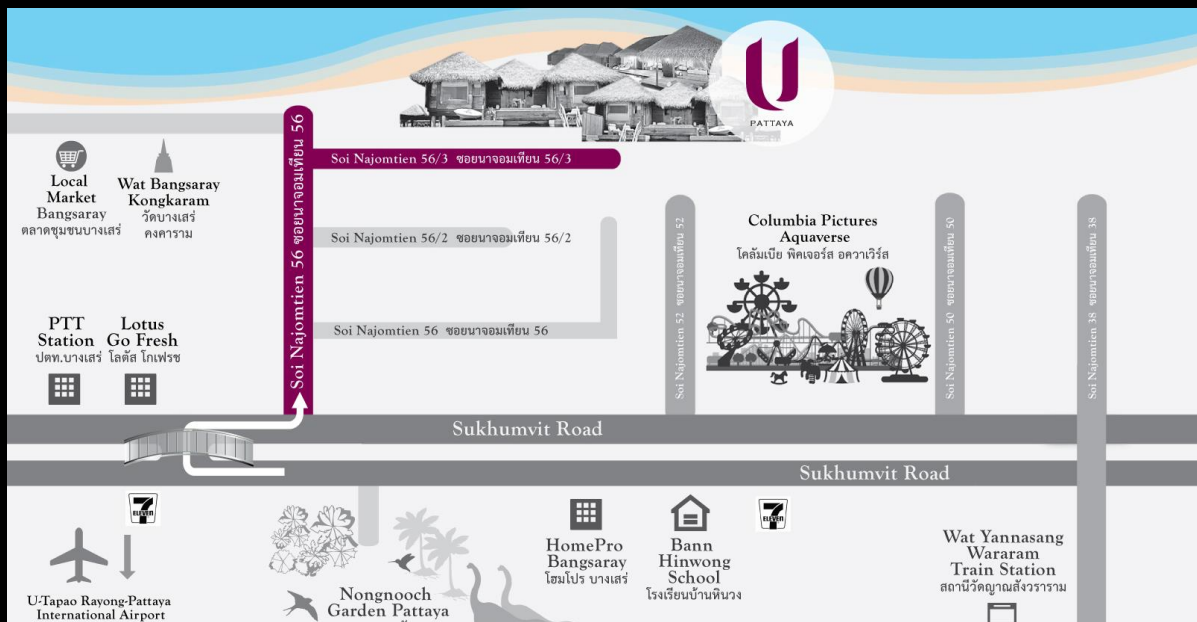 U
PATTAYA
Soi Najomtien 56 ซอยนาจอมเทียน 56
Soi Najomtien 56/3 ซอยนาจอมเทียน 56/3
Local
Market
Bangsaray
ตลาดชุมชนบางเสร่
Wat Bangsaray
Kongkaram
วัดบางเสร่
คงคาราม
Soi Najomtien 56/2 ซอยนาจอมเทียน 56/2
Soi Najomtien 56 ซอยนาจอมเทียน 56
Soi Najomtien 52 ซอยนาจอมเทียน 52
Columbia Pictures
Aquaverse
โคลัมเบีย พิคเจอร์ส อควาเวิร์ส
Soi Najomtien 50 ซอยนาจอมเทียน 50
Soi Najomtien 38 ซอยนาจอมเทียน 38
PTT
Station
ปตท.บางเสร่
Lotus
Go Fresh
โลตัส โกเฟรช
Sukhumvit Road
Sukhumvit Road
7
ELEVEN
U-Tapao Rayong-Pattaya
International Airport
Nongnooch
Garden Pattaya
HomePro
Bangsaray
โฮมโปร บางเสร่
Bann
Hinwong
School
โรงเรียนบ้านหินวง
7
ELEVEN
Wat Yannasang
Wararam
Train Station
สถานีวัดญาณสังวราราม